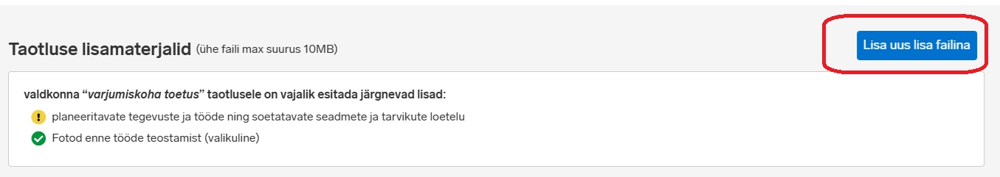 Taotluse lisamaterjalid (ühe faili max suurus 10MB)
Lisa uus lisa failina
valdkonna “varjumiskoha toetus” taotlusele on vajalik esitada järgnevad lisad:
planeeritavate tegevuste ja tööde ning soetatavate seadmete ja tarvikute loetelu
Fotod enne tööde teostamist (valikuline)